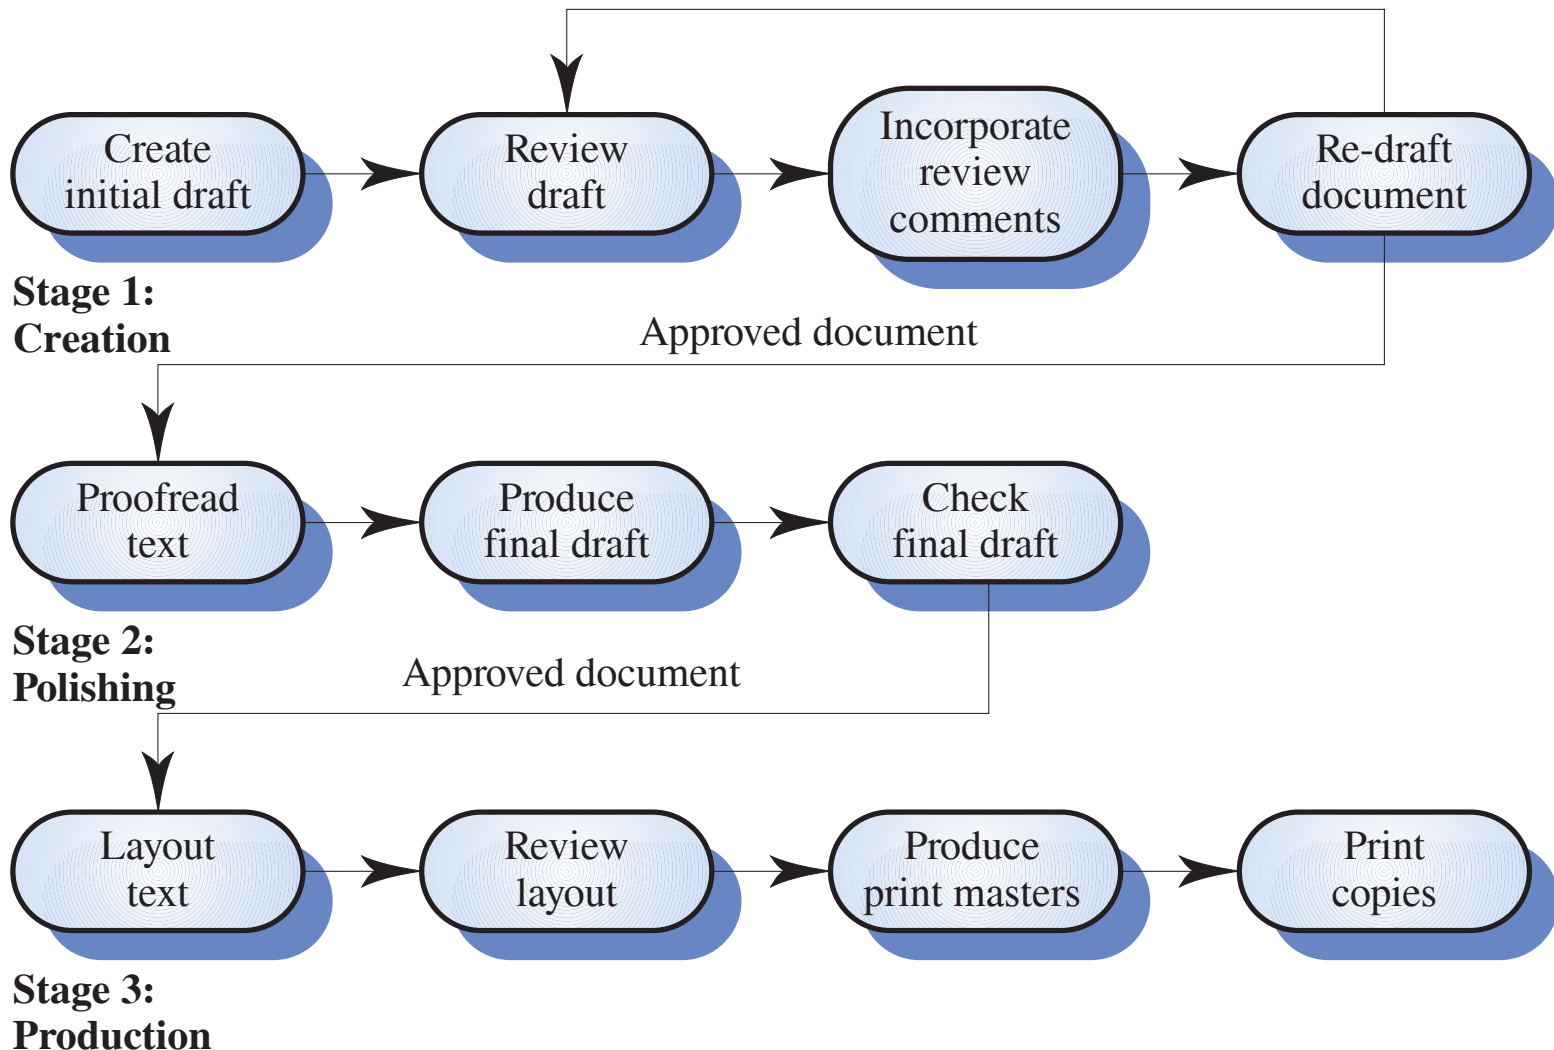 Create
initial draft
Review
draft
Incorporate
review
comments
Re-draft
document
Stage 1:
Creation
Approved document
Proofread
text
Produce
final draft
Check
final draft
Stage 2:
Polishing
Approved document
Layout
text
Review
layout
Produce
print masters
Print
copies
Stage 3:
Production